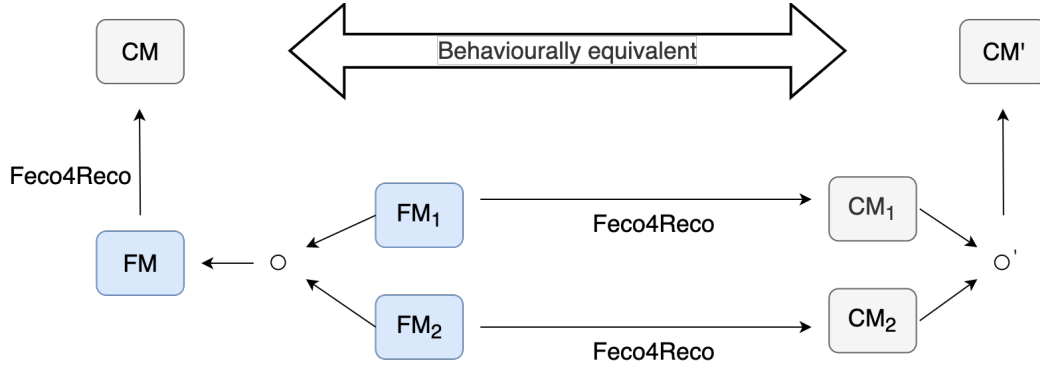 CM
Behaviourally equivalent
CM'
Feco4Reco
FM₁
Feco4Reco
CM₁
FM
○
○'
FM₂
Feco4Reco
CM₂